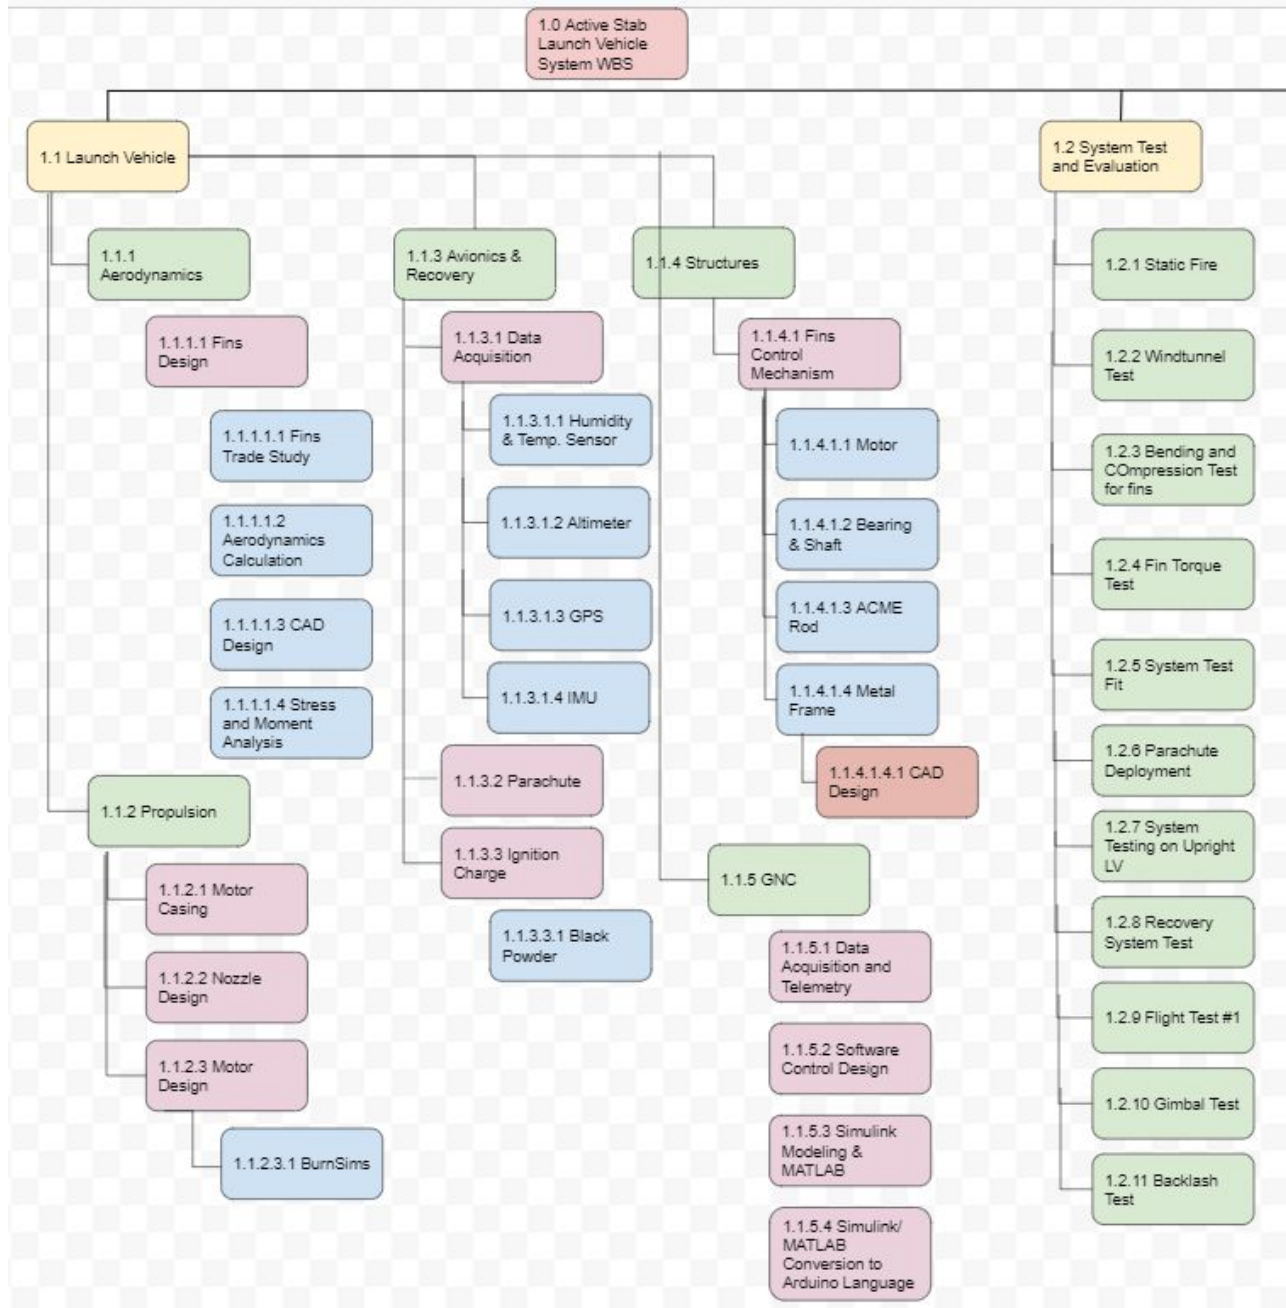 1.0 Active Stab
Launch Vehicle
System WBS
1.1 Launch Vehicle
1.1.1
Aerodynamics
1.1.1.1 Fins
Design
1.1.1.1.1 Fins
Trade Study
1.1.1.1.2
Aerodynamics
Calculation
1.1.1.1.3 CAD
Design
1.1.1.1.4 Stress
and Moment
Analysis
1.1.2 Propulsion
1.1.2.1 Motor
Casing
1.1.2.2 Nozzle
Design
1.1.2.3 Motor
Design
1.1.2.3.1 BurnSims
1.1.3 Avionics &
Recovery
1.1.3.1 Data
Acquisition
1.1.3.1.1 Humidity
& Temp. Sensor
1.1.3.1.2 Altimeter
1.1.3.1.3 GPS
1.1.3.1.4 IMU
1.1.3.2 Parachute
1.1.3.3 Ignition
Charge
1.1.3.3.1 Black
Powder
1.1.4 Structures
1.1.4.1 Fins
Control
Mechanism
1.1.4.1.1 Motor
1.1.4.1.2 Bearing
& Shaft
1.1.4.1.3 ACME
Rod
1.1.4.1.4 Metal
Frame
1.1.4.1.4.1 CAD
Design
1.1.5 GNC
1.1.5.1 Data
Acquisition and
Telemetry
1.1.5.2 Software
Control Design
1.1.5.3 Simulink
Modeling &
MATLAB
1.1.5.4 Simulink/
MATLAB
Conversion to
Arduino Language
1.2 System Test
and Evaluation
1.2.1 Static Fire
1.2.2 Windtunnel
Test
1.2.3 Bending and
COmpression Test
for fins
1.2.4 Fin Torque
Test
1.2.5 System Test
Fit
1.2.6 Parachute
Deployment
1.2.7 System
Testing on Upright
LV
1.2.8 Recovery
System Test
1.2.9 Flight Test #1
1.2.10 Gimbal Test
1.2.11 Backlash
Test